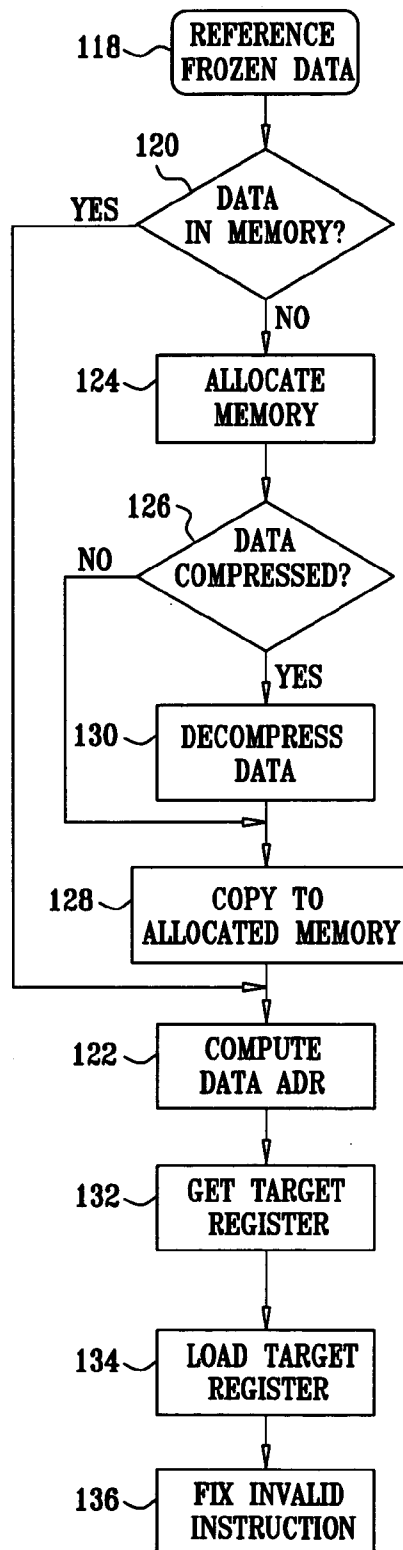 118
REFERENCE
FROZEN DATA
120
YES
DATA
IN MEMORY?
NO
124
ALLOCATE
MEMORY
126
NO
DATA
COMPRESSED?
YES
130
DECOMPRESS
DATA
128
COPY TO
ALLOCATED MEMORY
122
COMPUTE
DATA ADR
132
GET TARGET
REGISTER
134
LOAD TARGET
REGISTER
136
FIX INVALID
INSTRUCTION